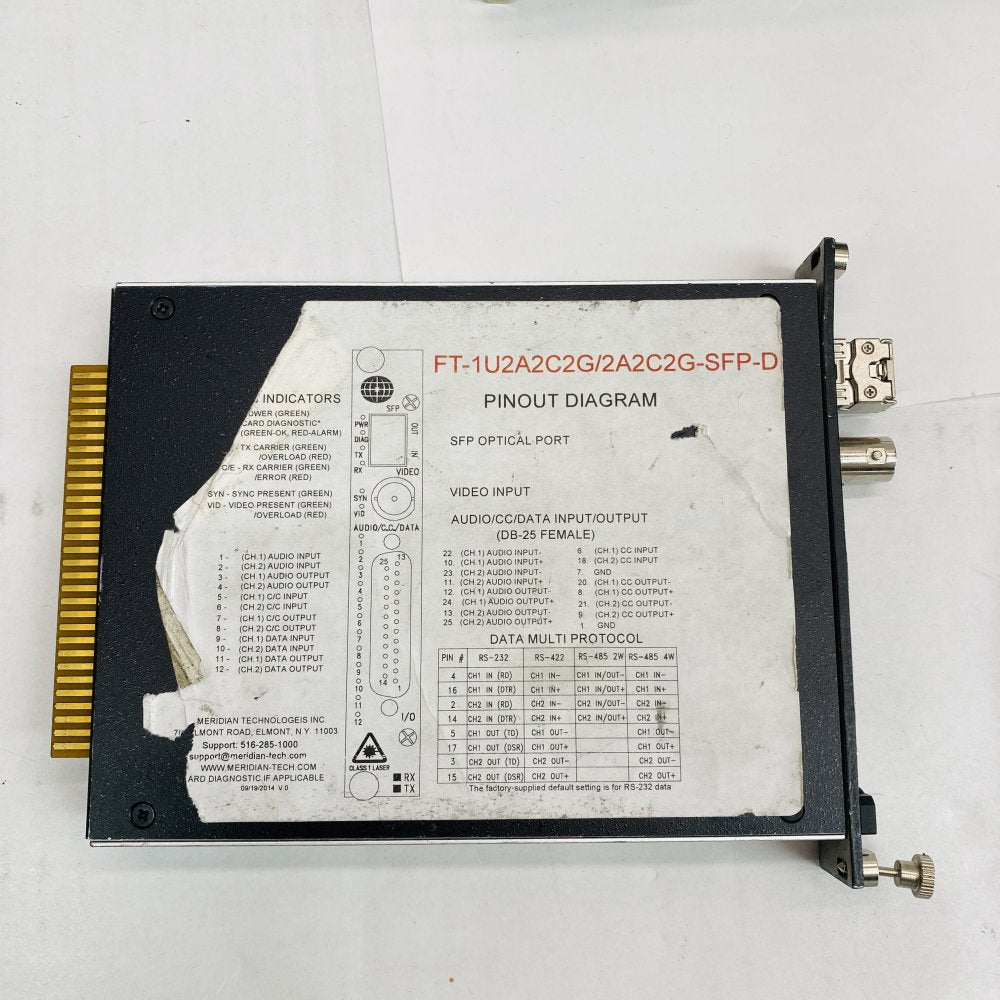 FT-1U2A2C2G/2A2C2G-SFP-D
PINOUT DIAGRAM
INDICATORS
(GREEN)
CARD DIAGNOSTIC*
(GREEN-OK, RED-ALARM)
TX CARRIER (GREEN)
/OVERLOAD (RED)
C/E - RX CARRIER (GREEN)
/ERROR (RED)
SYN - SYNC PRESENT (GREEN)
VID - VIDEO PRESENT (GREEN)
/OVERLOAD (RED)
1 - (CH.1) AUDIO INPUT
2 - (CH.2) AUDIO INPUT
3 - (CH.1) AUDIO OUTPUT
4 - (CH.2) AUDIO OUTPUT
5 - (CH.1) C/C INPUT
6 - (CH.2) C/C INPUT
7 - (CH.1) C/C OUTPUT
8 - (CH.2) C/C OUTPUT
9 - (CH.1) DATA INPUT
10 - (CH.2) DATA INPUT
11 - (CH.1) DATA OUTPUT
12 - (CH.2) DATA OUTPUT
MERIDIAN TECHNOLOGEIS INC
ELMONT ROAD, ELMONT, N.Y 11003
Support: 516-285-1000
support@meridian-tech.com
WWW.MERIDIAN-TECH.COM
ARD DIAGNOSTIC.IF APPLICABLE
09/19/2014 V.0
SFP
PWR
DIAG
TX
RX
OUT
IN
VIDEO
SYN
VID
AUDIO/C.C./DATA
1
2
3
4
5
6
7
8
9
10
11
12
25
13
14
1
I/O
CLASS 1 LASER
RX
TX
SFP OPTICAL PORT
VIDEO INPUT
AUDIO/CC/DATA INPUT/OUTPUT
(DB-25 FEMALE)
22 (CH.1) AUDIO INPUT- 6. (CH.1) CC INPUT
10. (CH.1) AUDIO INPUT+ 18. (CH.2) CC INPUT
23. (CH.2) AUDIO INPUT- 7. GND
11. (CH.2) AUDIO INPUT+ 20. (CH.1) CC OUTPUT-
12 (CH.1) AUDIO OUTPUT- 8. (CH.1) CC OUTPUT+
24. (CH.1) AUDIO OUTPUT+ 21. (CH.2) CC OUTPUT-
13 (CH.2) AUDIO OUTPUT- 9. (CH.2) CC OUTPUT+
25 (CH.2) AUDIO OUTPUT+ 1. GND
DATA MULTI PROTOCOL
PIN # RS-232 RS-422 RS-485 2W RS-485 4W
4 CH1 IN (RD) CH1 IN- CH1 IN/OUT- CH1 IN-
16 CH1 IN (DTR) CH1 IN+ CH1 IN/OUT+ CH1 IN+
2 CH2 IN (RD) CH2 IN- CH2 IN/OUT- CH2 IN-
14 CH2 IN (DTR) CH2 IN+ CH2 IN/OUT+ CH2 IN+
5 CH1 OUT (TD) CH1 OUT- CH1 OUT-
17 CH1 OUT (DSR) CH1 OUT+ CH1 OUT+
3 CH2 OUT (TD) CH2 OUT- CH2 OUT-
15 CH2 OUT (DSR) CH2 OUT+ CH2 OUT+
The factory-supplied default setting is for RS-232 data